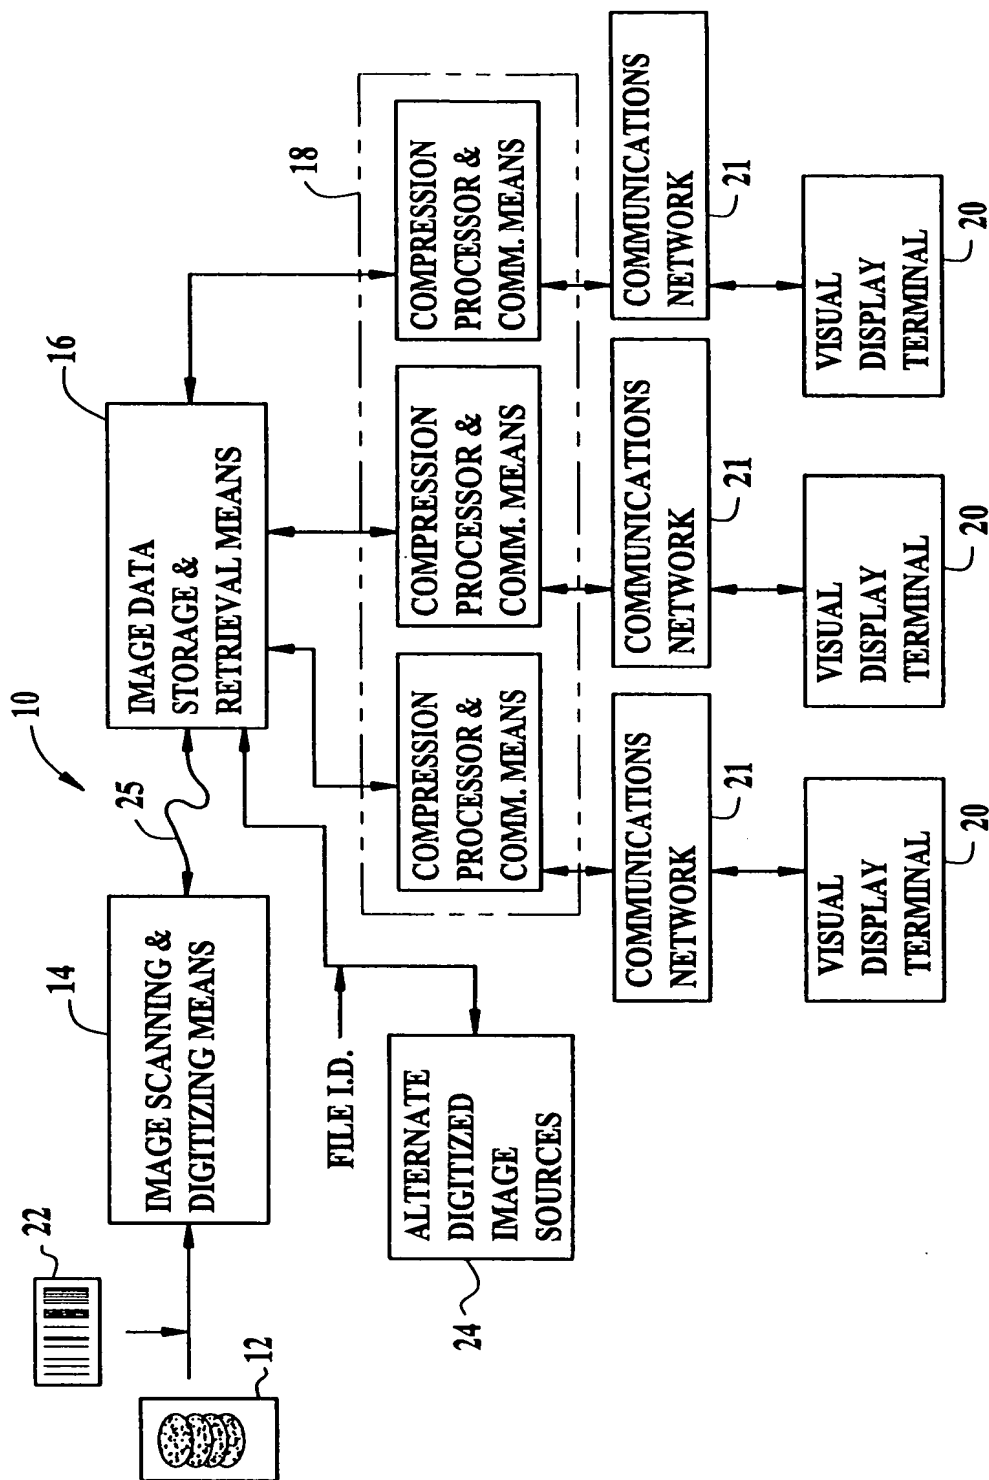 10
22
12
14
IMAGE SCANNING &
DIGITIZING MEANS
25
16
IMAGE DATA
STORAGE &
RETRIEVAL MEANS
FILE I.D.
24
ALTERNATE
DIGITIZED
IMAGE
SOURCES
18
COMPRESSION
PROCESSOR &
COMM. MEANS
COMPRESSION
PROCESSOR &
COMM. MEANS
COMPRESSION
PROCESSOR &
COMM. MEANS
COMMUNICATIONS
NETWORK
21
COMMUNICATIONS
NETWORK
21
COMMUNICATIONS
NETWORK
21
VISUAL
DISPLAY
TERMINAL
20
VISUAL
DISPLAY
TERMINAL
20
VISUAL
DISPLAY
TERMINAL
20